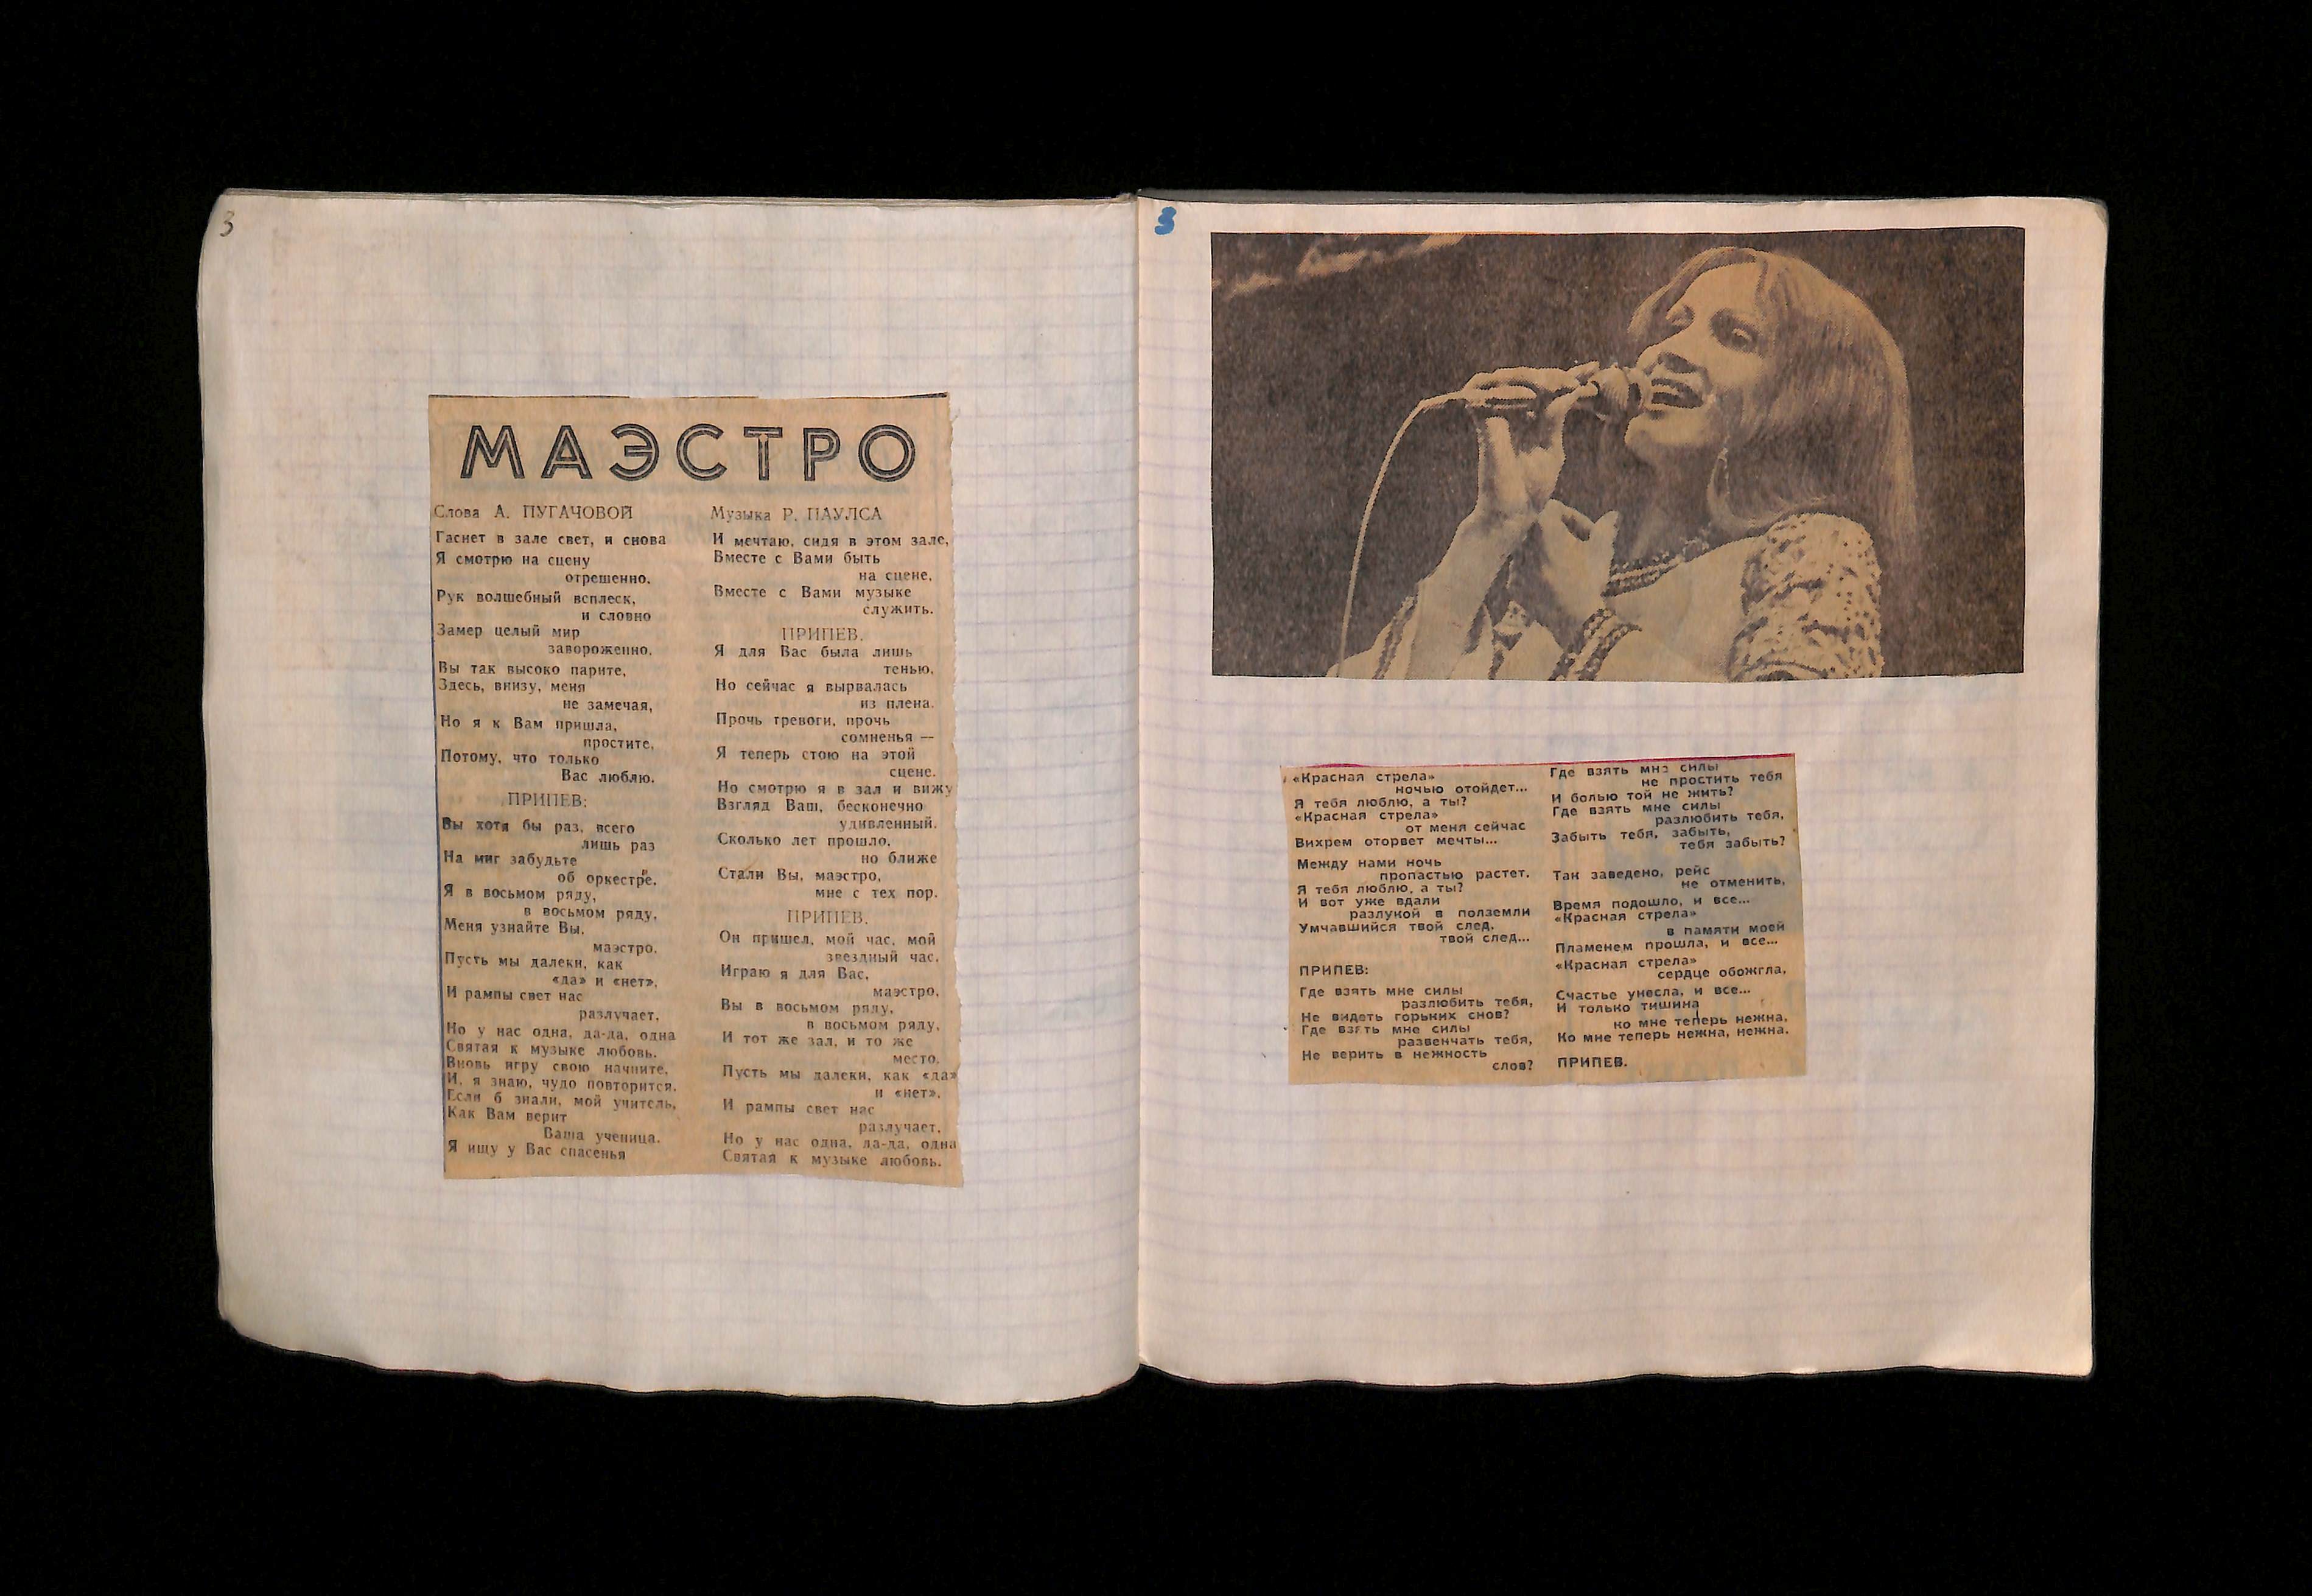 3
МАЭСТРО
Слова А. ПУГАЧОВОЙ
Гаснет в зале свет, и снова
Я смотрю на сцену
отрешенно.
Рук волшебный всплеск,
и словно
Замер целый мир
завороженно.
Вы так высоко парите,
Здесь, внизу, меня
не замечая,
Но я к Вам пришла,
простите,
Потому, что только
Вас люблю.
ПРИПЕВ:
Вы хотя бы раз, всего
лишь раз
На миг забудьте
об оркестре.
Я в восьмом ряду,
в восьмом ряду,
Меня узнайте Вы,
маэстро.
Пусть мы далеки, как
«да» и «нет»,
И рампы свет нас
разлучает,
Но у нас одна, да-да, одна
Святая к музыке любовь.
Вновь игру свою начните,
И, я знаю, чудо повторится.
Если б знали, мой учитель,
Как Вам верит
Ваша ученица.
Я ищу у Вас спасенья
Музыка Р. ПАУЛСА
И мечтаю, сидя в этом зале,
Вместе с Вами быть
на сцене,
Вместе с Вами музыке
служить.
ПРИПЕВ.
Я для Вас была лишь
тенью,
Но сейчас я вырвалась
из плена.
Прочь тревоги, прочь
сомненья —
Я теперь стою на этой
сцене.
Но смотрю я в зал и вижу
Взгляд Ваш, бесконечно
удивленный.
Сколько лет прошло,
но ближе
Стали Вы, маэстро,
мне с тех пор.
ПРИПЕВ.
Он пришел, мой час, мой
звездный час,
Играю я для Вас,
маэстро,
Вы в восьмом ряду,
в восьмом ряду,
И тот же зал, и то же
место,
Пусть мы далеки, как «да»
и «нет»,
И рампы свет нас
разлучает,
Но у нас одна, да-да, одна
Святая к музыке любовь.
3
«Красная стрела»
ночью отойдет...
Я тебя люблю, а ты?
«Красная стрела»
от меня сейчас
Вихрем оторвет мечты...
Между нами ночь
пропастью растет.
Я тебя люблю, а ты?
И вот уже вдали
разлукой в полземли
Умчавшийся твой след,
твой след...
ПРИПЕВ:
Где взять мне силы
разлюбить тебя,
Не видеть горьких снов?
Где взять мне силы
развенчать тебя,
Не верить в нежность
слов?
Где взять мне силы
не простить тебя
И болью той не жить?
Где взять мне силы
разлюбить тебя,
Забыть тебя, забыть,
тебя забыть?
Так заведено, рейс
не отменить,
Время подошло, и все...
«Красная стрела»
в памяти моей
Пламенем прошла, и все...
«Красная стрела»
сердце обожгла,
Счастье унесла, и все...
И только тишина
ко мне теперь нежна,
Ко мне теперь нежна, нежна.
ПРИПЕВ.